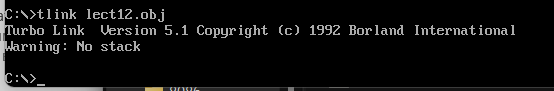 C:\>tlink lect12.obj
Turbo Link  Version 5.1 Copyright (c) 1992 Borland International
Warning: No stack
C:\>_